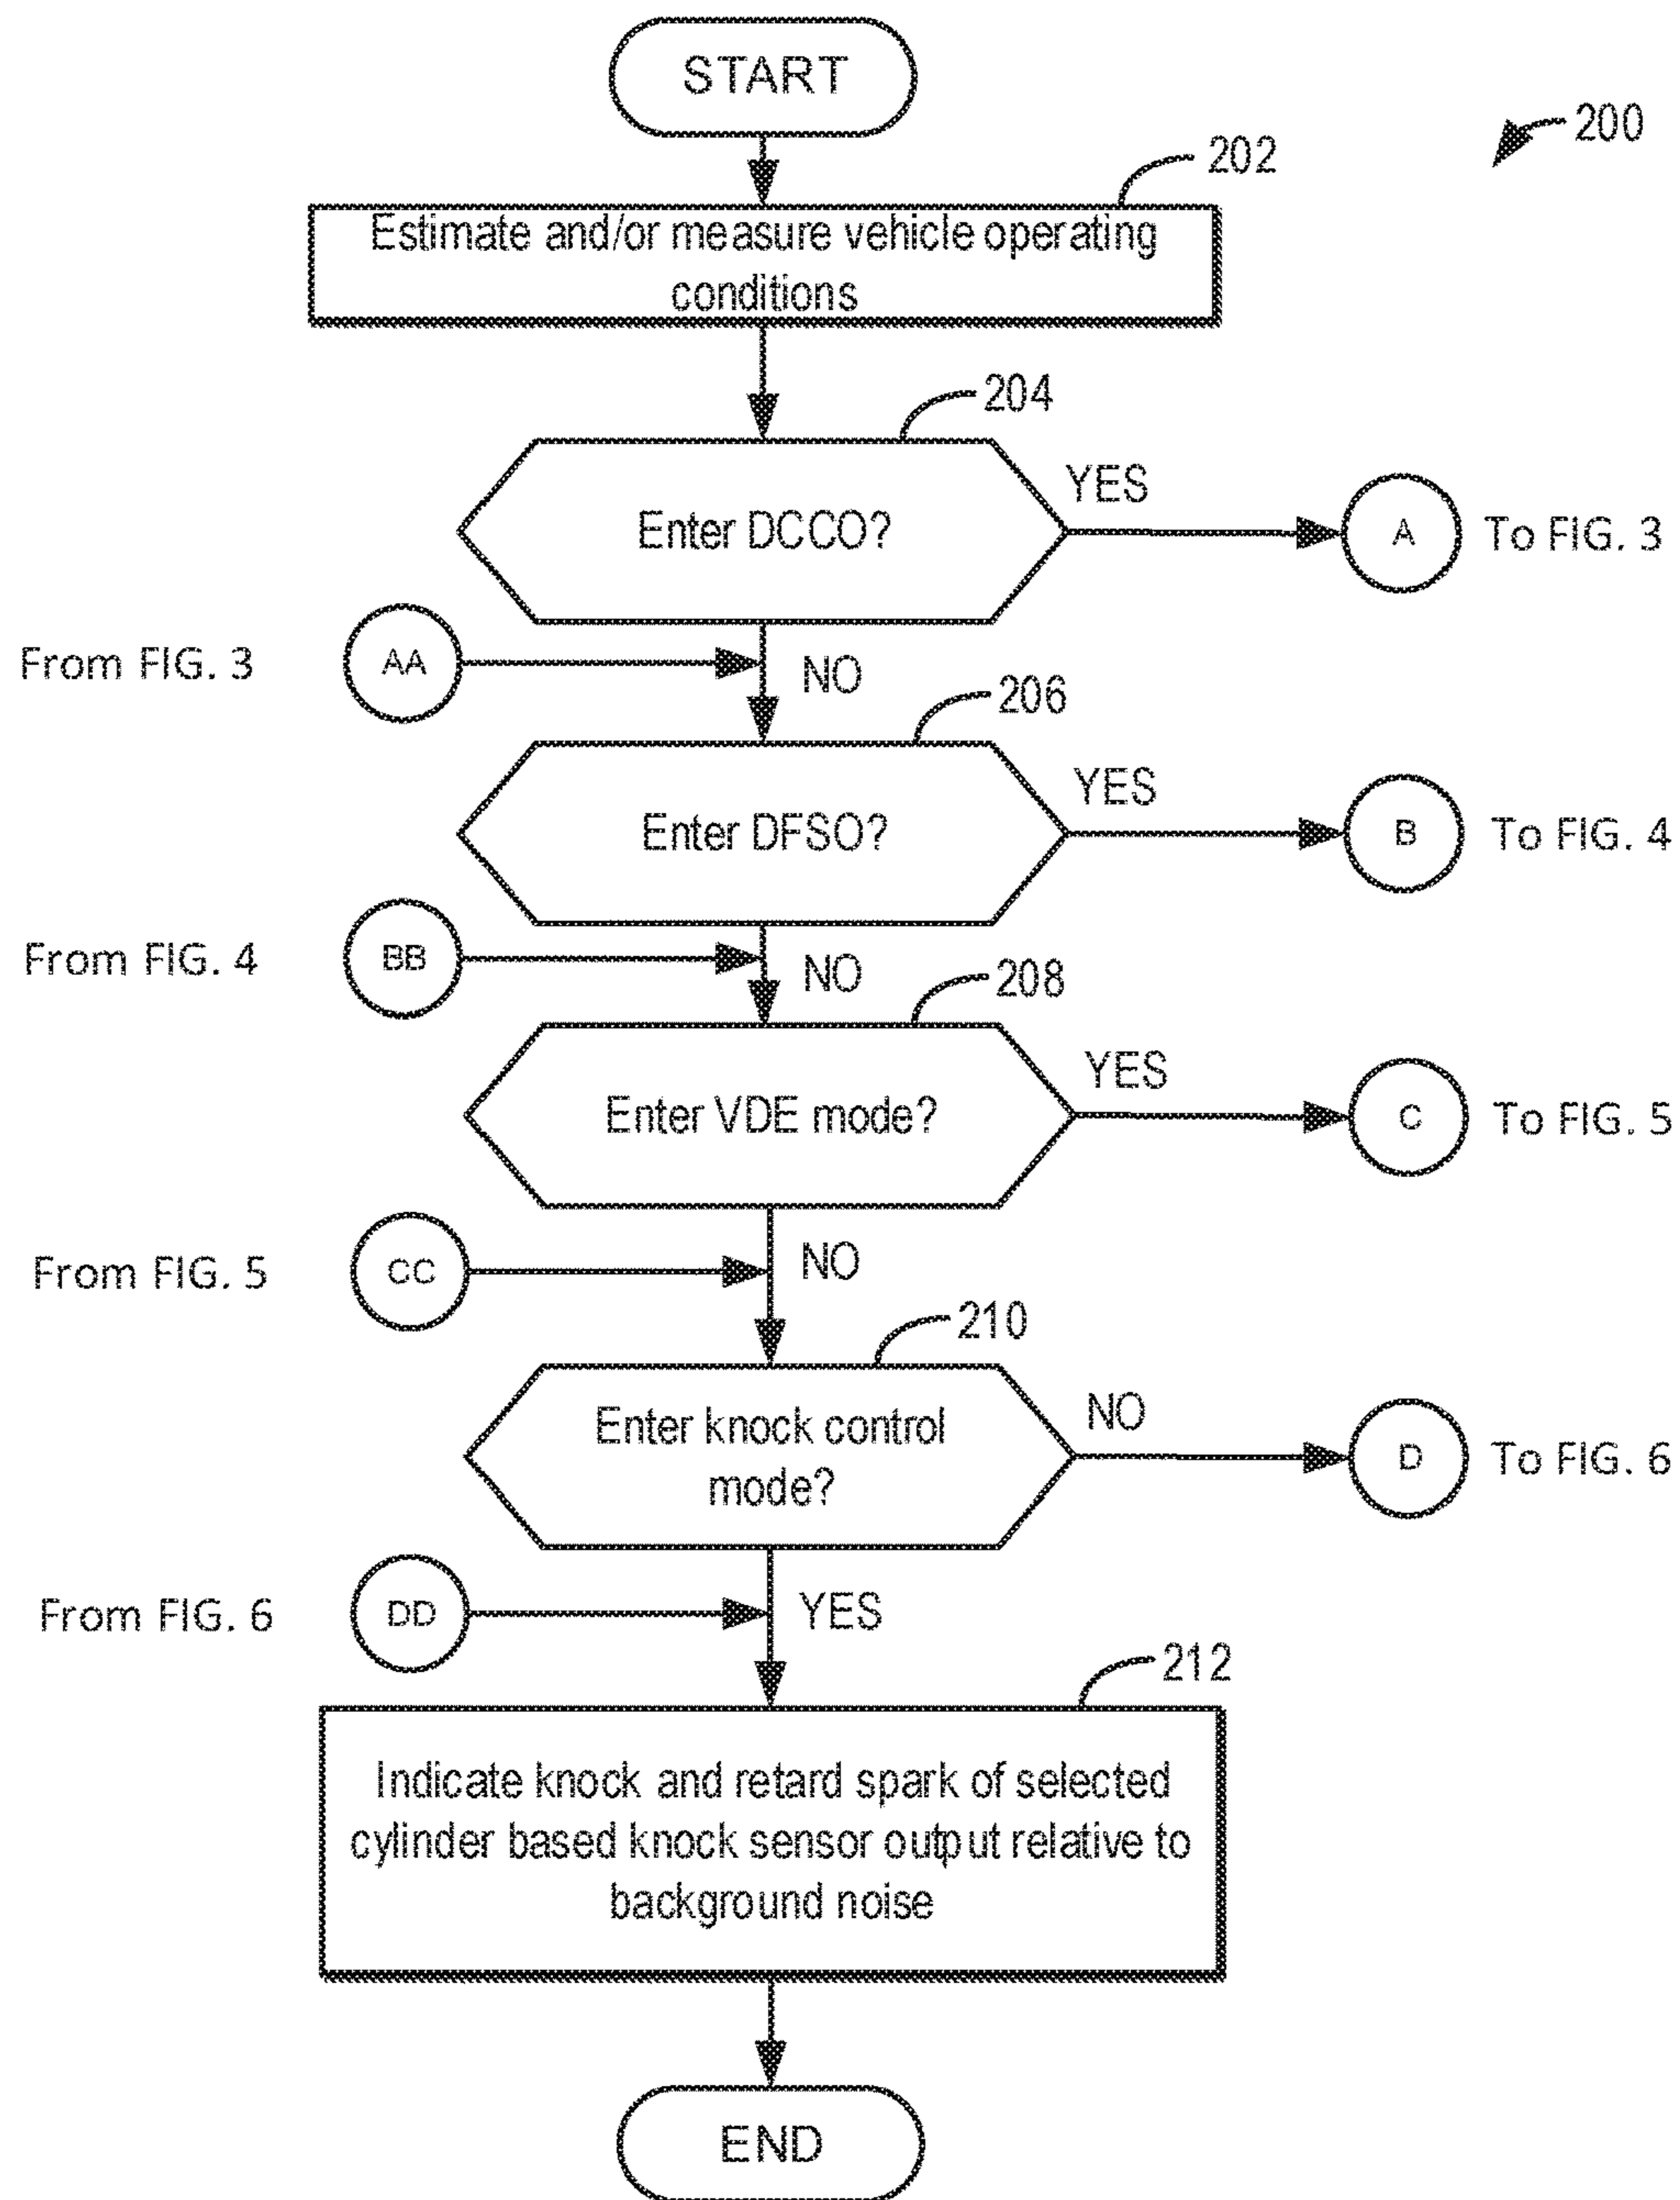 START
200
202
Estimate and/or measure vehicle operating
conditions
204
Enter DCCO?
YES
A
To FIG. 3
From FIG. 3
AA
NO
206
Enter DFSO?
YES
B
To FIG. 4
From FIG. 4
BB
NO
208
Enter VDE mode?
YES
C
To FIG. 5
From FIG. 5
CC
NO
210
Enter knock control
mode?
NO
D
To FIG. 6
From FIG. 6
DD
YES
212
Indicate knock and retard spark of selected
cylinder based knock sensor output relative to
background noise
END